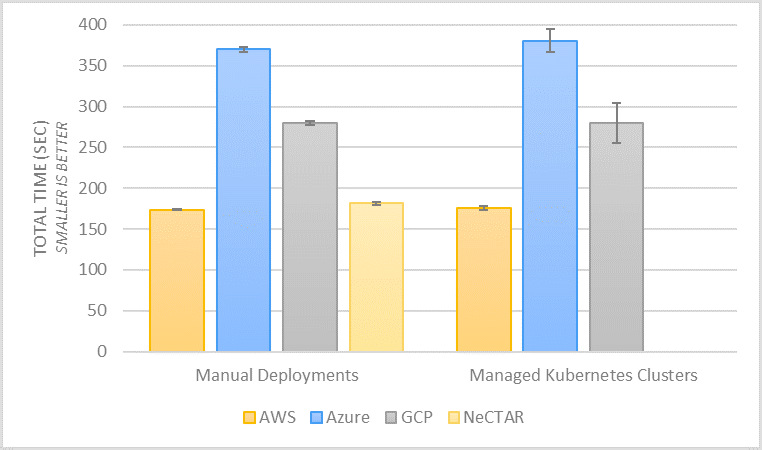 400
350
300
250
200
150
100
50
0
TOTAL TIME (SEC)
SMALLER IS BETTER
Manual Deployments Managed Kubernetes Clusters
AWS Azure GCP NeCTAR